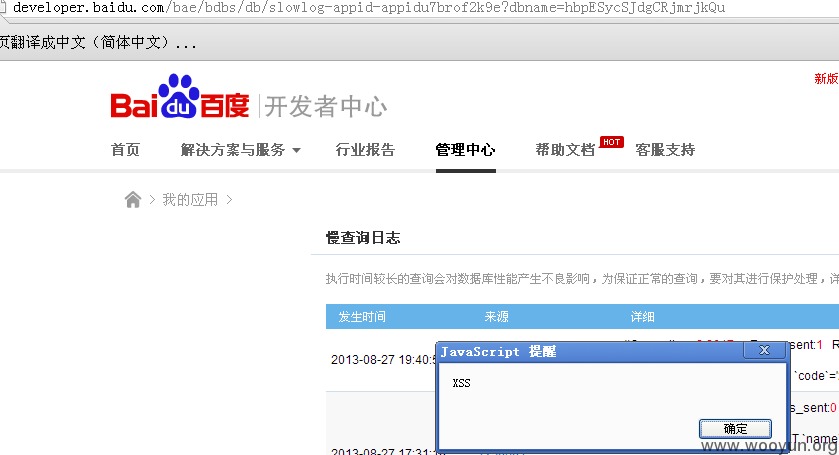 developer.baidu.com/bae/bdbs/db/slowlog-appid-appidu7brof2k9e?dbname=hbpESycSJdgCRjmrjkQu
页翻译成中文（简体中文）...
新版
Bai du 百度 开发者中心
首页 解决方案与服务 行业报告 管理中心 帮助文档 HOT 客服支持
我的应用
慢查询日志
执行时间较长的查询会对数据库性能产生不良影响，为保证正常的查询，要对其进行保护处理，详
发生时间 来源 详细
JavaScript 提醒
sent:1 R
2013-08-27 19:40:5
XSS
`code`='
s_sent:0
确定
T `name
www.wooyun.org
2013-08-27 17:31: